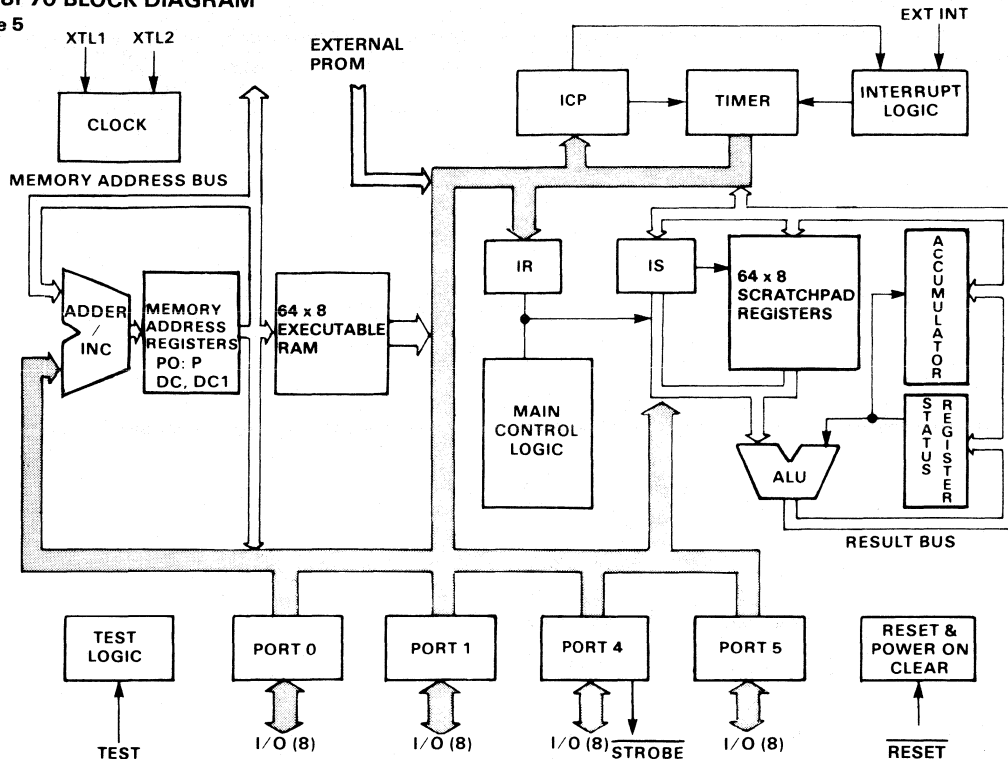 BLOCK DIAGRAM
5
XTL1
XTL2
EXTERNAL
PROM
EXT INT
CLOCK
ICP
TIMER
INTERRUPT
LOGIC
MEMORY ADDRESS BUS
IR
IS
64 x 8
SCRATCHPAD
REGISTERS
ACCUMULATOR
ADDER
/
INC
MEMORY
ADDRESS
REGISTERS
PO: P
DC, DC1
64 x 8
EXECUTABLE
RAM
MAIN
CONTROL
LOGIC
ALU
STATUS
REGISTER
RESULT BUS
TEST
LOGIC
PORT 0
PORT 1
PORT 4
PORT 5
RESET &
POWER ON
CLEAR
TEST
I/O (8)
I/O (8)
I/O (8)
STROBE
I/O (8)
RESET